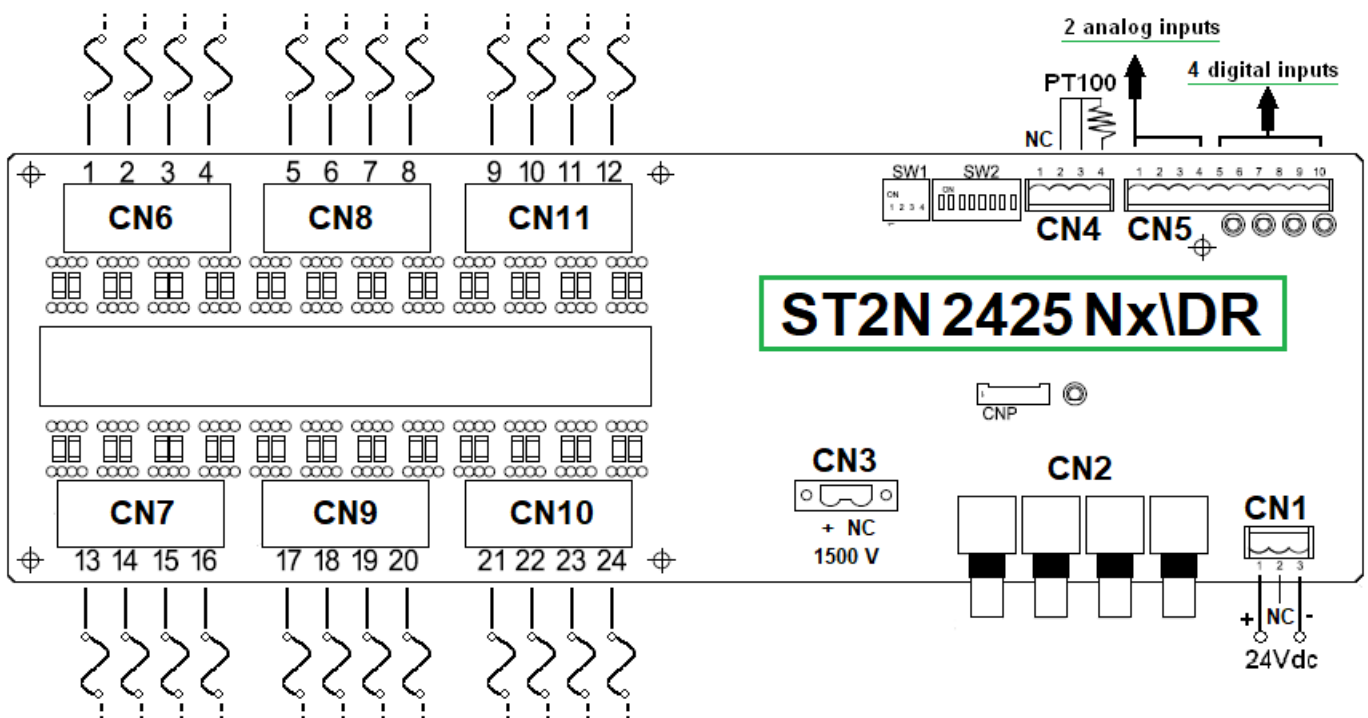 2 analog inputs
4 digital inputs
PT100
NC
1 2 3 4
5 6 7 8
9 10 11 12
SW1
SW2
1 2 3 4
1 2 3 4 5 6 7 8 9 10
ON
1 2 3 4
ON
CN6
CN8
CN11
CN4
CN5
ST2N 2425 Nx\DR
CNP
CN3
CN2
+ NC
1500 V
CN7
CN9
CN10
CN1
13 14 15 16
17 18 19 20
21 22 23 24
1 2 3
+ NC -
24Vdc